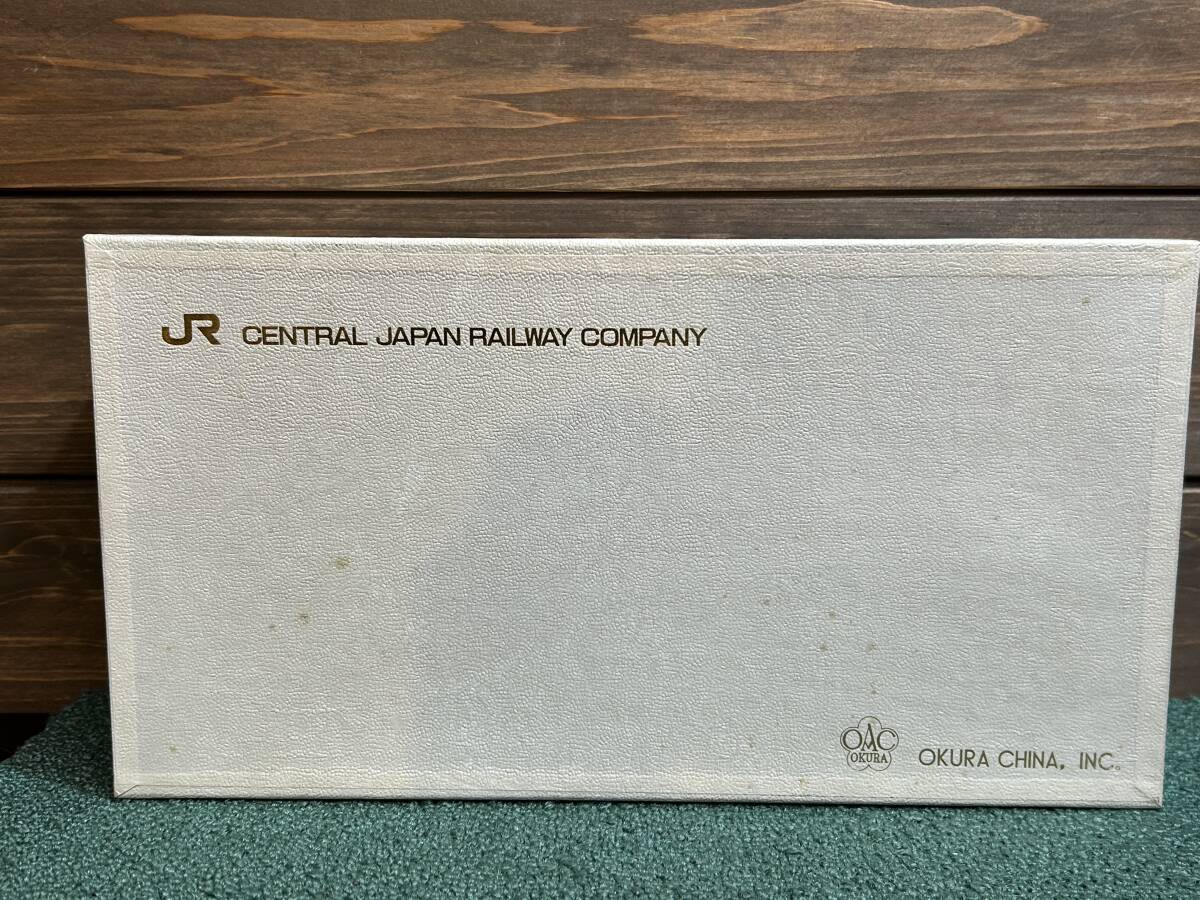 JR CENTRAL JAPAN RAILWAY COMPANY
OAC
OKURA
OKURA CHINA, INC.